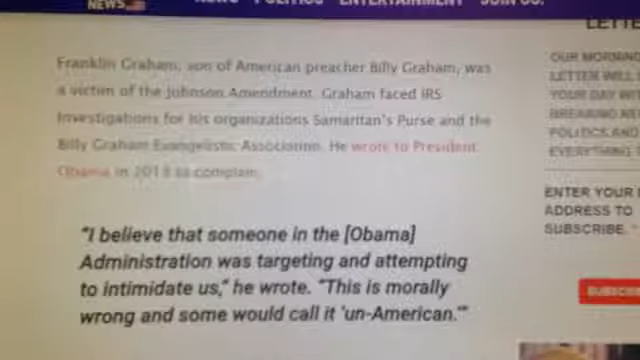 NEWS
NEWS POLITICS ENTERTAINMENT JOIN US!
LETTE
Franklin Graham, son of American preacher Billy Graham, was
a victim of the Johnson Amendment. Graham faced IRS
investigations for his organizations Samaritan's Purse and the
Billy Graham Evangelistic Association. He wrote to President
Obama in 2013 to complain.
"I believe that someone in the [Obama]
Administration was targeting and attempting
to intimidate us," he wrote. "This is morally
wrong and some would call it 'un-American.'"
OUR MORNING
LETTER WILL
YOUR DAY WIT
BREAKING NE
POLITICS AND
EVERYTHING
ENTER YOUR
ADDRESS TO
SUBSCRIBE.
SUBSCRI